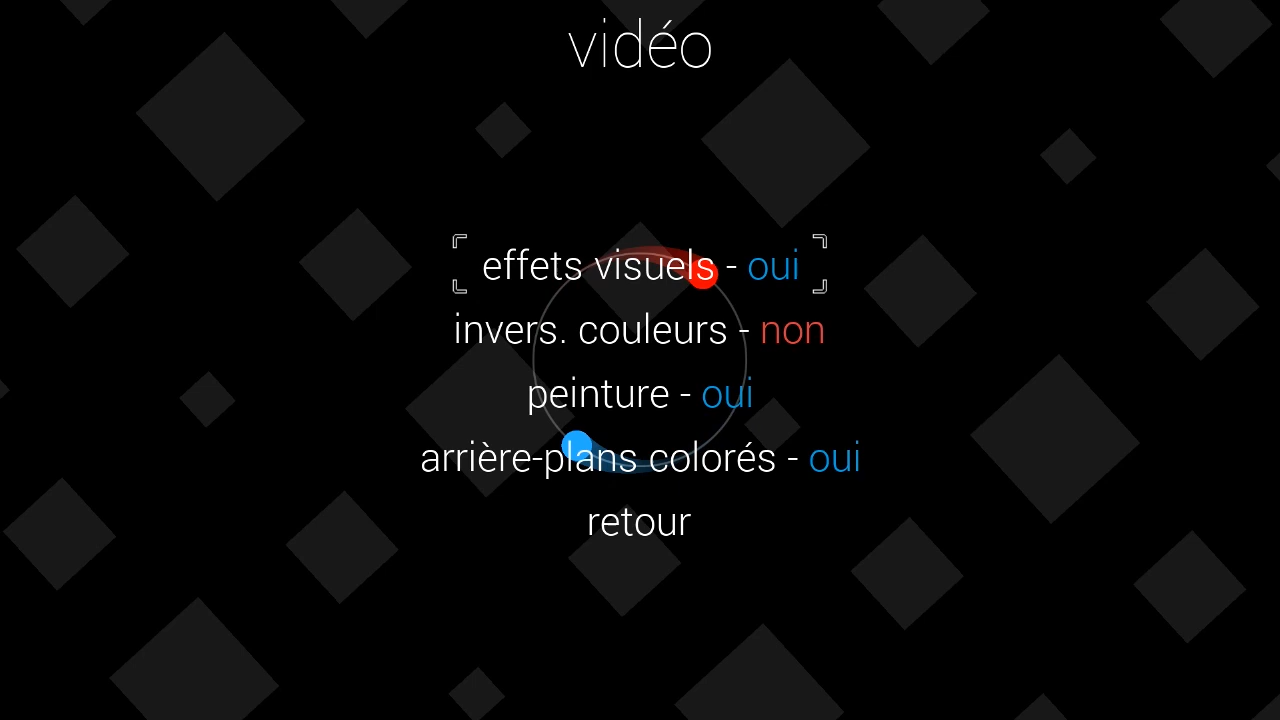 vidéo
effets visuels - oui
invers. couleurs - non
peinture - oui
arrière-plans colorés - oui
retour